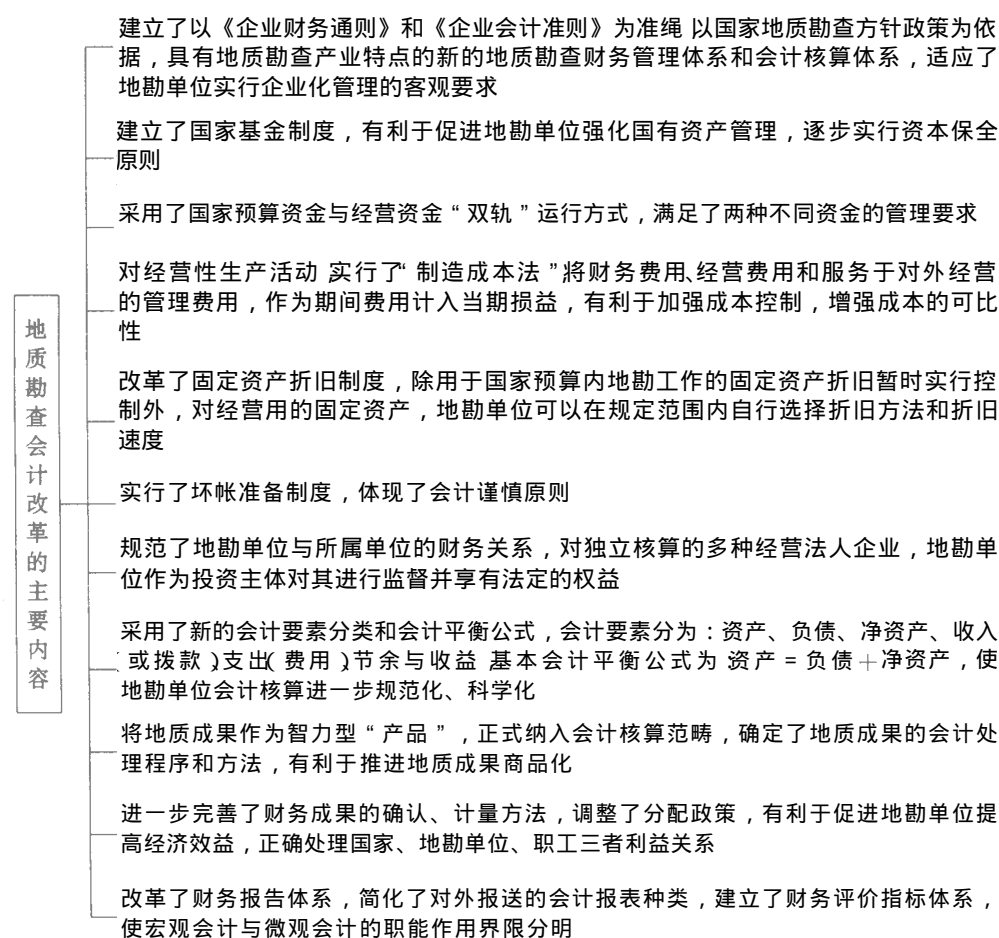 地质勘查会计改革的主要内容
建立了以《企业财务通则》和《企业会计准则》为准绳 以国家地质勘查方针政策为依
据，具有地质勘查产业特点的新的地质勘查财务管理体系和会计核算体系，适应了
地勘单位实行企业化管理的客观要求
建立了国家基金制度，有利于促进地勘单位强化国有资产管理，逐步实行资本保全
原则
采用了国家预算资金与经营资金“双轨”运行方式，满足了两种不同资金的管理要求
对经营性生产活动 实行了“制造成本法”将财务费用、经营费用和服务于对外经营
的管理费用，作为期间费用计入当期损益，有利于加强成本控制，增强成本的可比
性
改革了固定资产折旧制度，除用于国家预算内地勘工作的固定资产折旧暂时实行控
制外，对经营用的固定资产，地勘单位可以在规定范围内自行选择折旧方法和折旧
速度
实行了坏帐准备制度，体现了会计谨慎原则
规范了地勘单位与所属单位的财务关系，对独立核算的多种经营法人企业，地勘单
位作为投资主体对其进行监督并享有法定的权益
采用了新的会计要素分类和会计平衡公式，会计要素分为：资产、负债、净资产、收入
（或拨款）支出（费用）节余与收益 基本会计平衡公式为 资产=负债+净资产，使
地勘单位会计核算进一步规范化、科学化
将地质成果作为智力型“产品”，正式纳入会计核算范畴，确定了地质成果的会计处
理程序和方法，有利于推进地质成果商品化
进一步完善了财务成果的确认、计量方法，调整了分配政策，有利于促进地勘单位提
高经济效益，正确处理国家、地勘单位、职工三者利益关系
改革了财务报告体系，简化了对外报送的会计报表种类，建立了财务评价指标体系，
使宏观会计与微观会计的职能作用界限分明